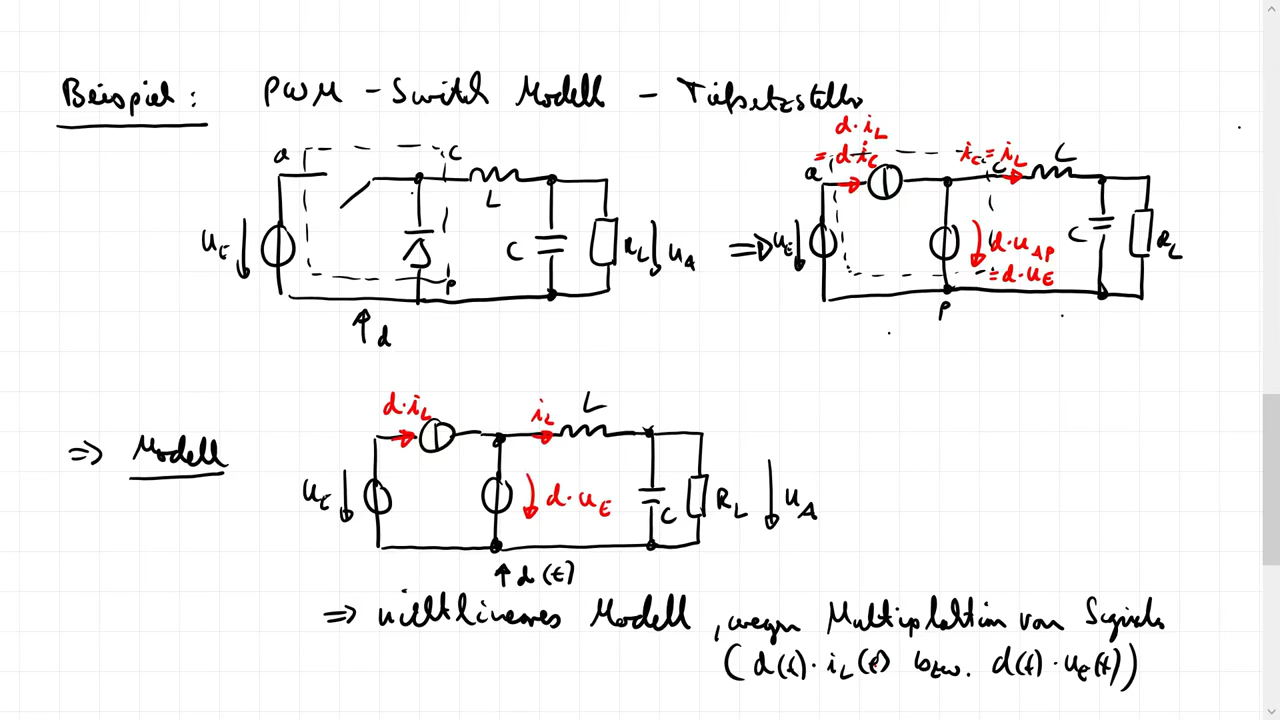 Beispiel: PWM - Switch Modell - Tiefsetzsteller
d·i_L
= d·i_C
i_C = i_L
a
C
L
a
C
L
u_E
L
C
R_L
u_A
=> u_E
d·u_AP
= d·u_E
C
R_L
P
P
d
d·i_L
i_L
L
=> Modell
u_E
d·u_E
C
R_L
u_A
d(t)
=> nichtlineares Modell, wegen Multiplikation von Signalen
(d(t)·i_L(t) bzw. d(t)·u_E(t))